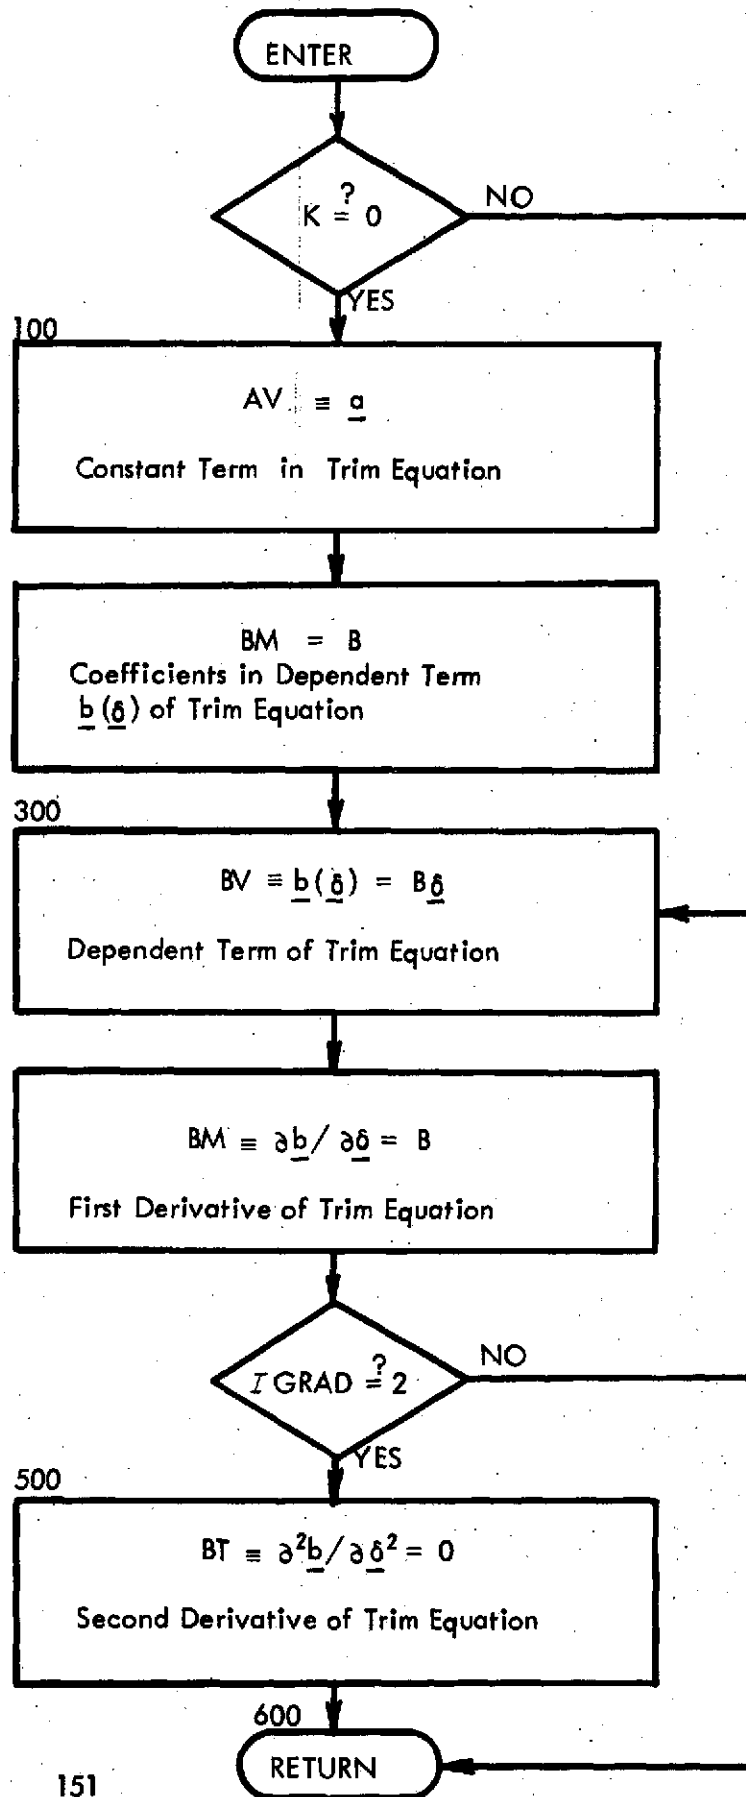 ENTER
?
K = 0
NO
YES
100
AV ≡ a
Constant Term in Trim Equation
BM = B
Coefficients in Dependent Term
b(δ) of Trim Equation
300
BV ≡ b(δ) = Bδ
Dependent Term of Trim Equation
BM ≡ ∂b/∂δ = B
First Derivative of Trim Equation
?
I GRAD = 2
NO
YES
500
BT ≡ ∂²b/∂δ² = 0
Second Derivative of Trim Equation
600
RETURN
151